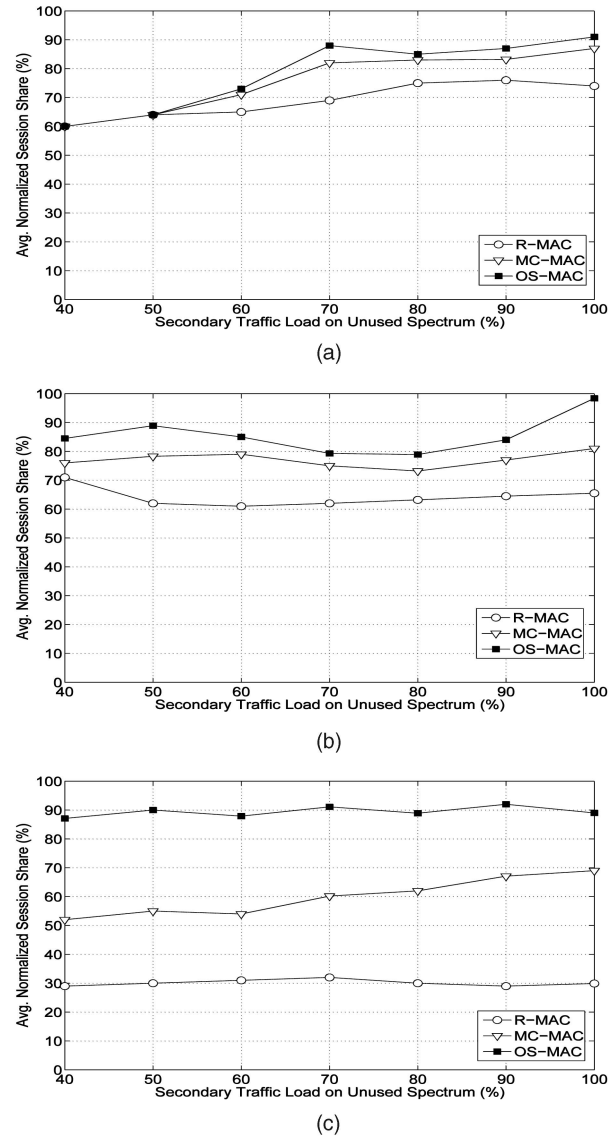 100
90
80
70
60
50
40
30
20
10
0
Avg. Normalized Session Share (%)
R−MAC
MC−MAC
OS−MAC
40 50 60 70 80 90 100
Secondary Traffic Load on Unused Spectrum (%)
(a)
100
90
80
70
60
50
40
30
20
10
0
Avg. Normalized Session Share (%)
R−MAC
MC−MAC
OS−MAC
40 50 60 70 80 90 100
Secondary Traffic Load on Unused Spectrum (%)
(b)
100
90
80
70
60
50
40
30
20
10
0
Avg. Normalized Session Share (%)
R−MAC
MC−MAC
OS−MAC
40 50 60 70 80 90 100
Secondary Traffic Load on Unused Spectrum (%)
(c)